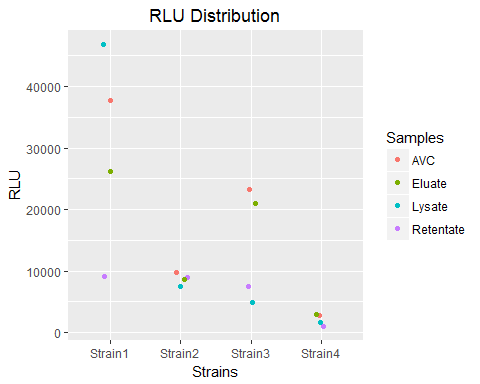 RLU Distribution
RLU
40000
30000
20000
10000
0
Strain1 Strain2 Strain3 Strain4
Strains
Samples
AVC
Eluate
Lysate
Retentate